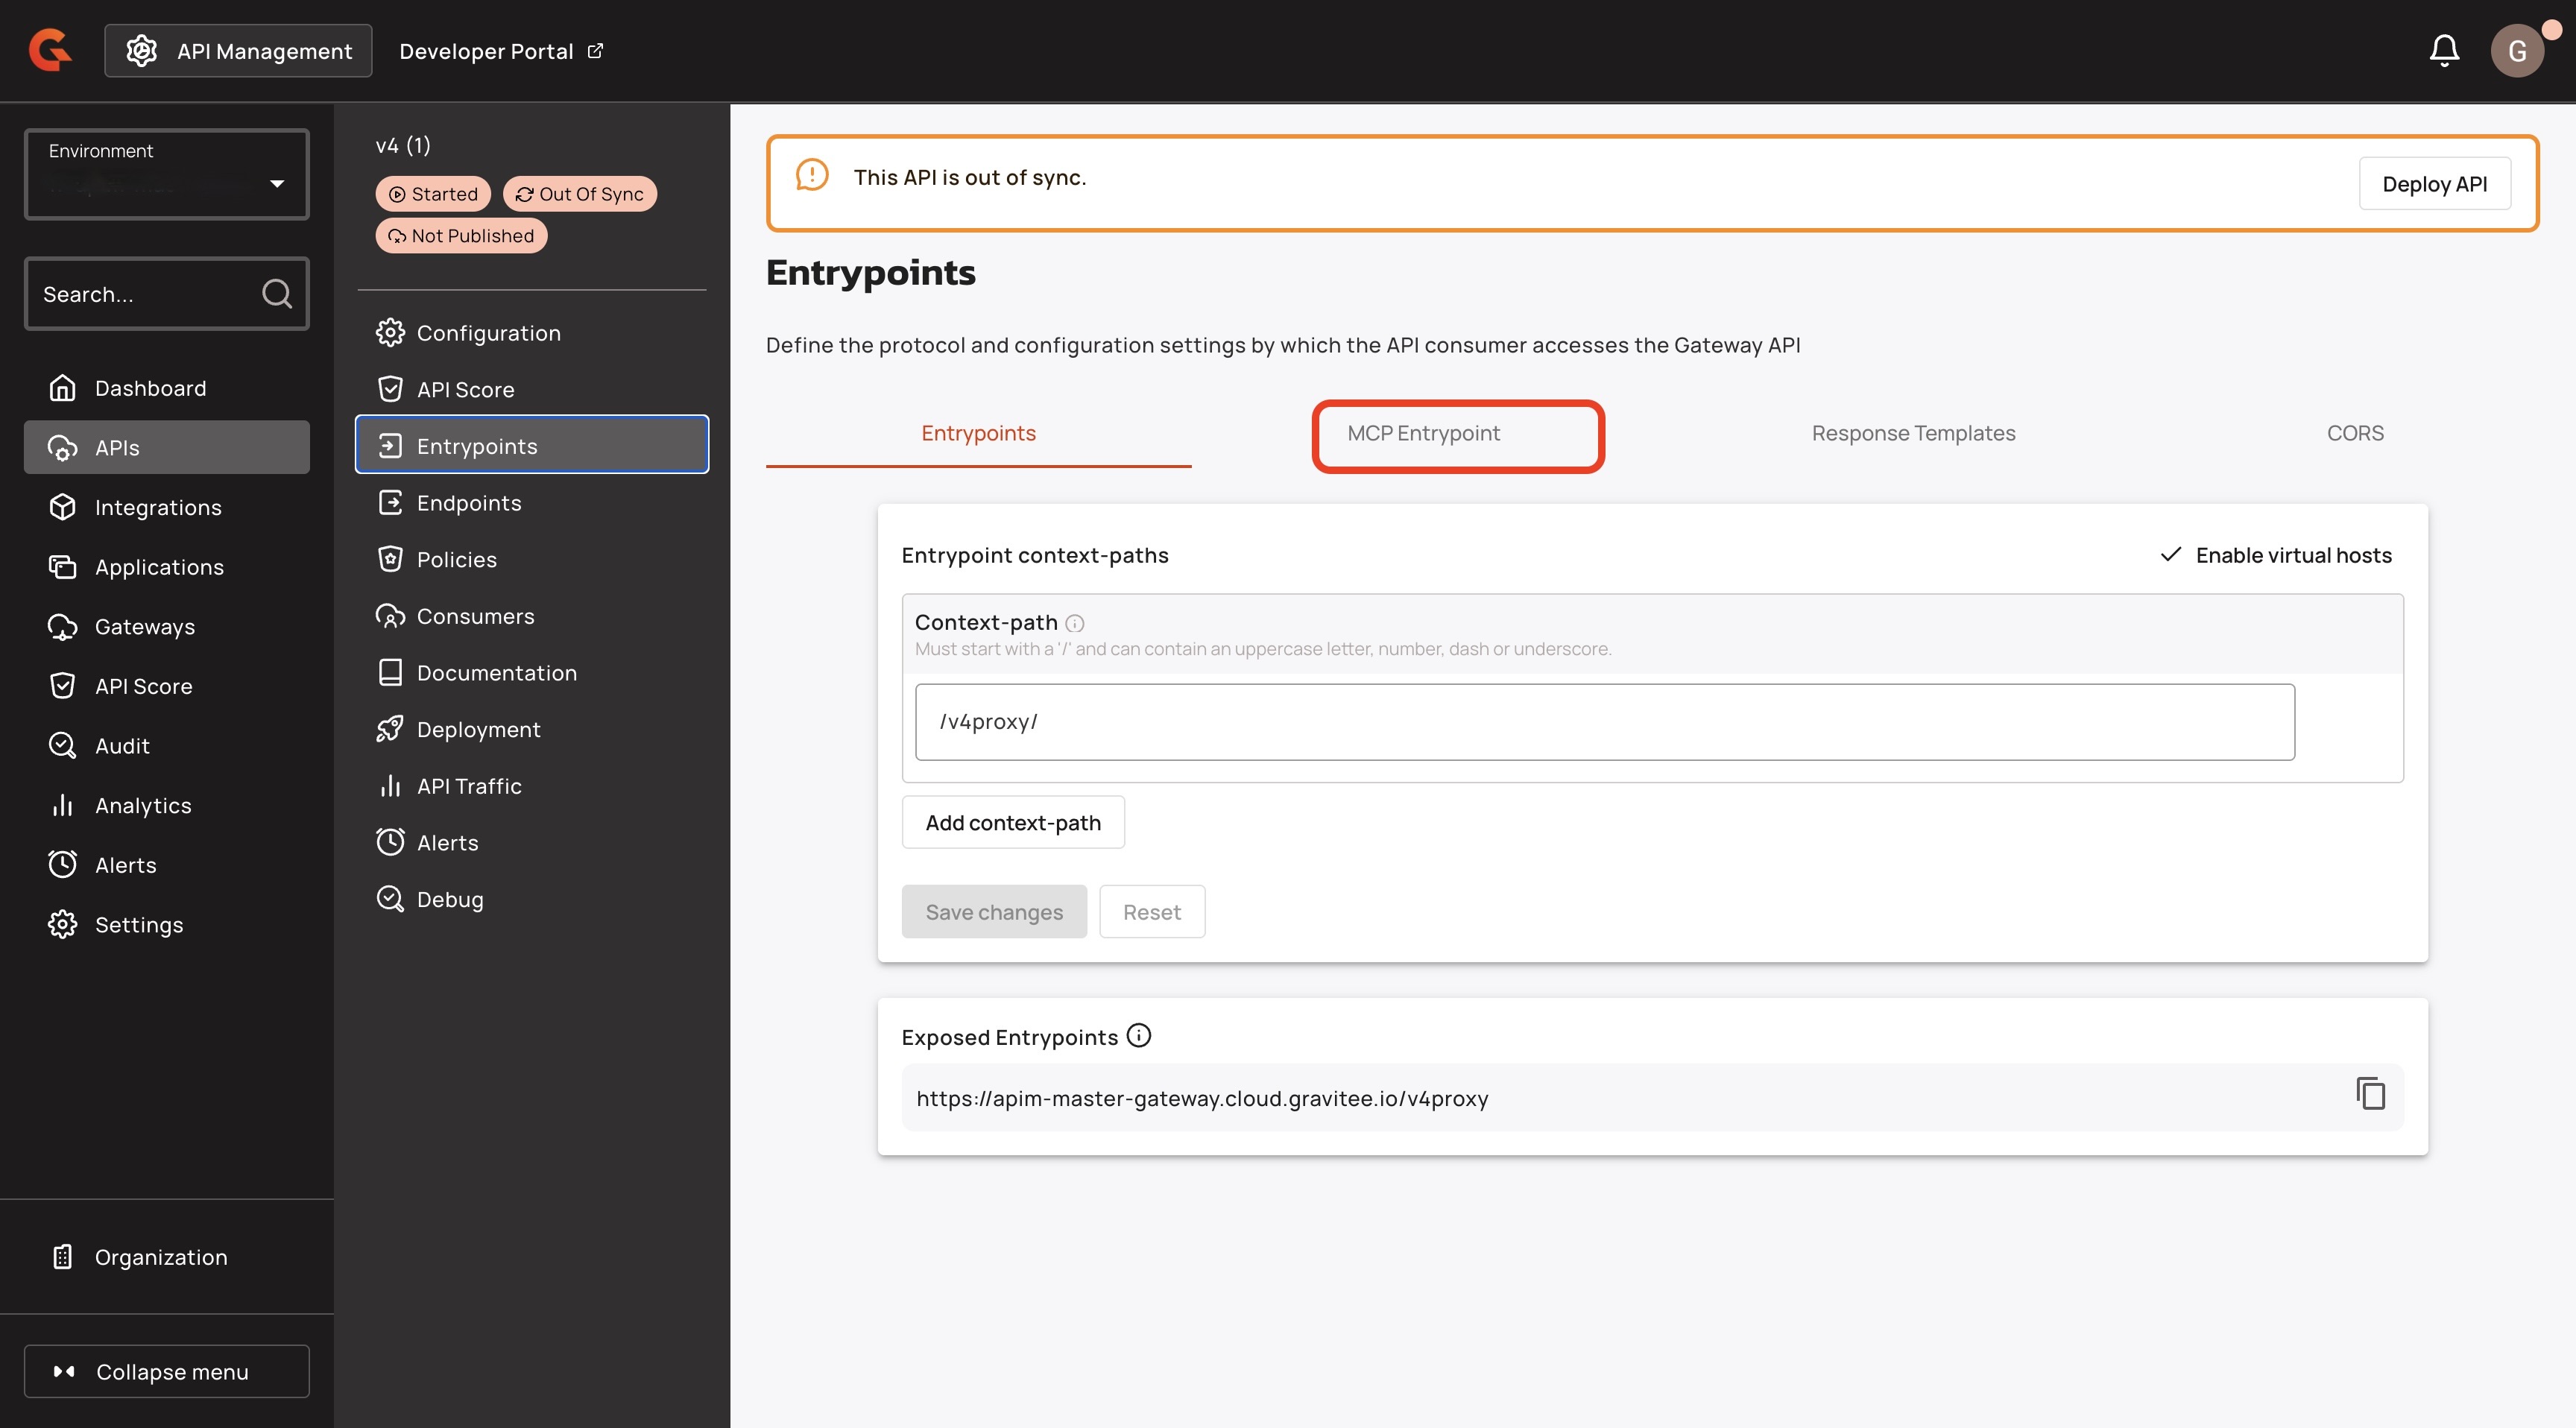 API Management
Developer Portal
G
Environment
Search...
Dashboard
APIs
Integrations
Applications
Gateways
API Score
Audit
Analytics
Alerts
Settings
Organization
Collapse menu
v4 (1)
Started
Out Of Sync
Not Published
Configuration
API Score
Entrypoints
Endpoints
Policies
Consumers
Documentation
Deployment
API Traffic
Alerts
Debug
This API is out of sync.
Deploy API
Entrypoints
Define the protocol and configuration settings by which the API consumer accesses the Gateway API
Entrypoints
MCP Entrypoint
Response Templates
CORS
Entrypoint context-paths
Enable virtual hosts
Context-path
Must start with a '/' and can contain an uppercase letter, number, dash or underscore.
/v4proxy/
Add context-path
Save changes
Reset
Exposed Entrypoints
https://apim-master-gateway.cloud.gravitee.io/v4proxy